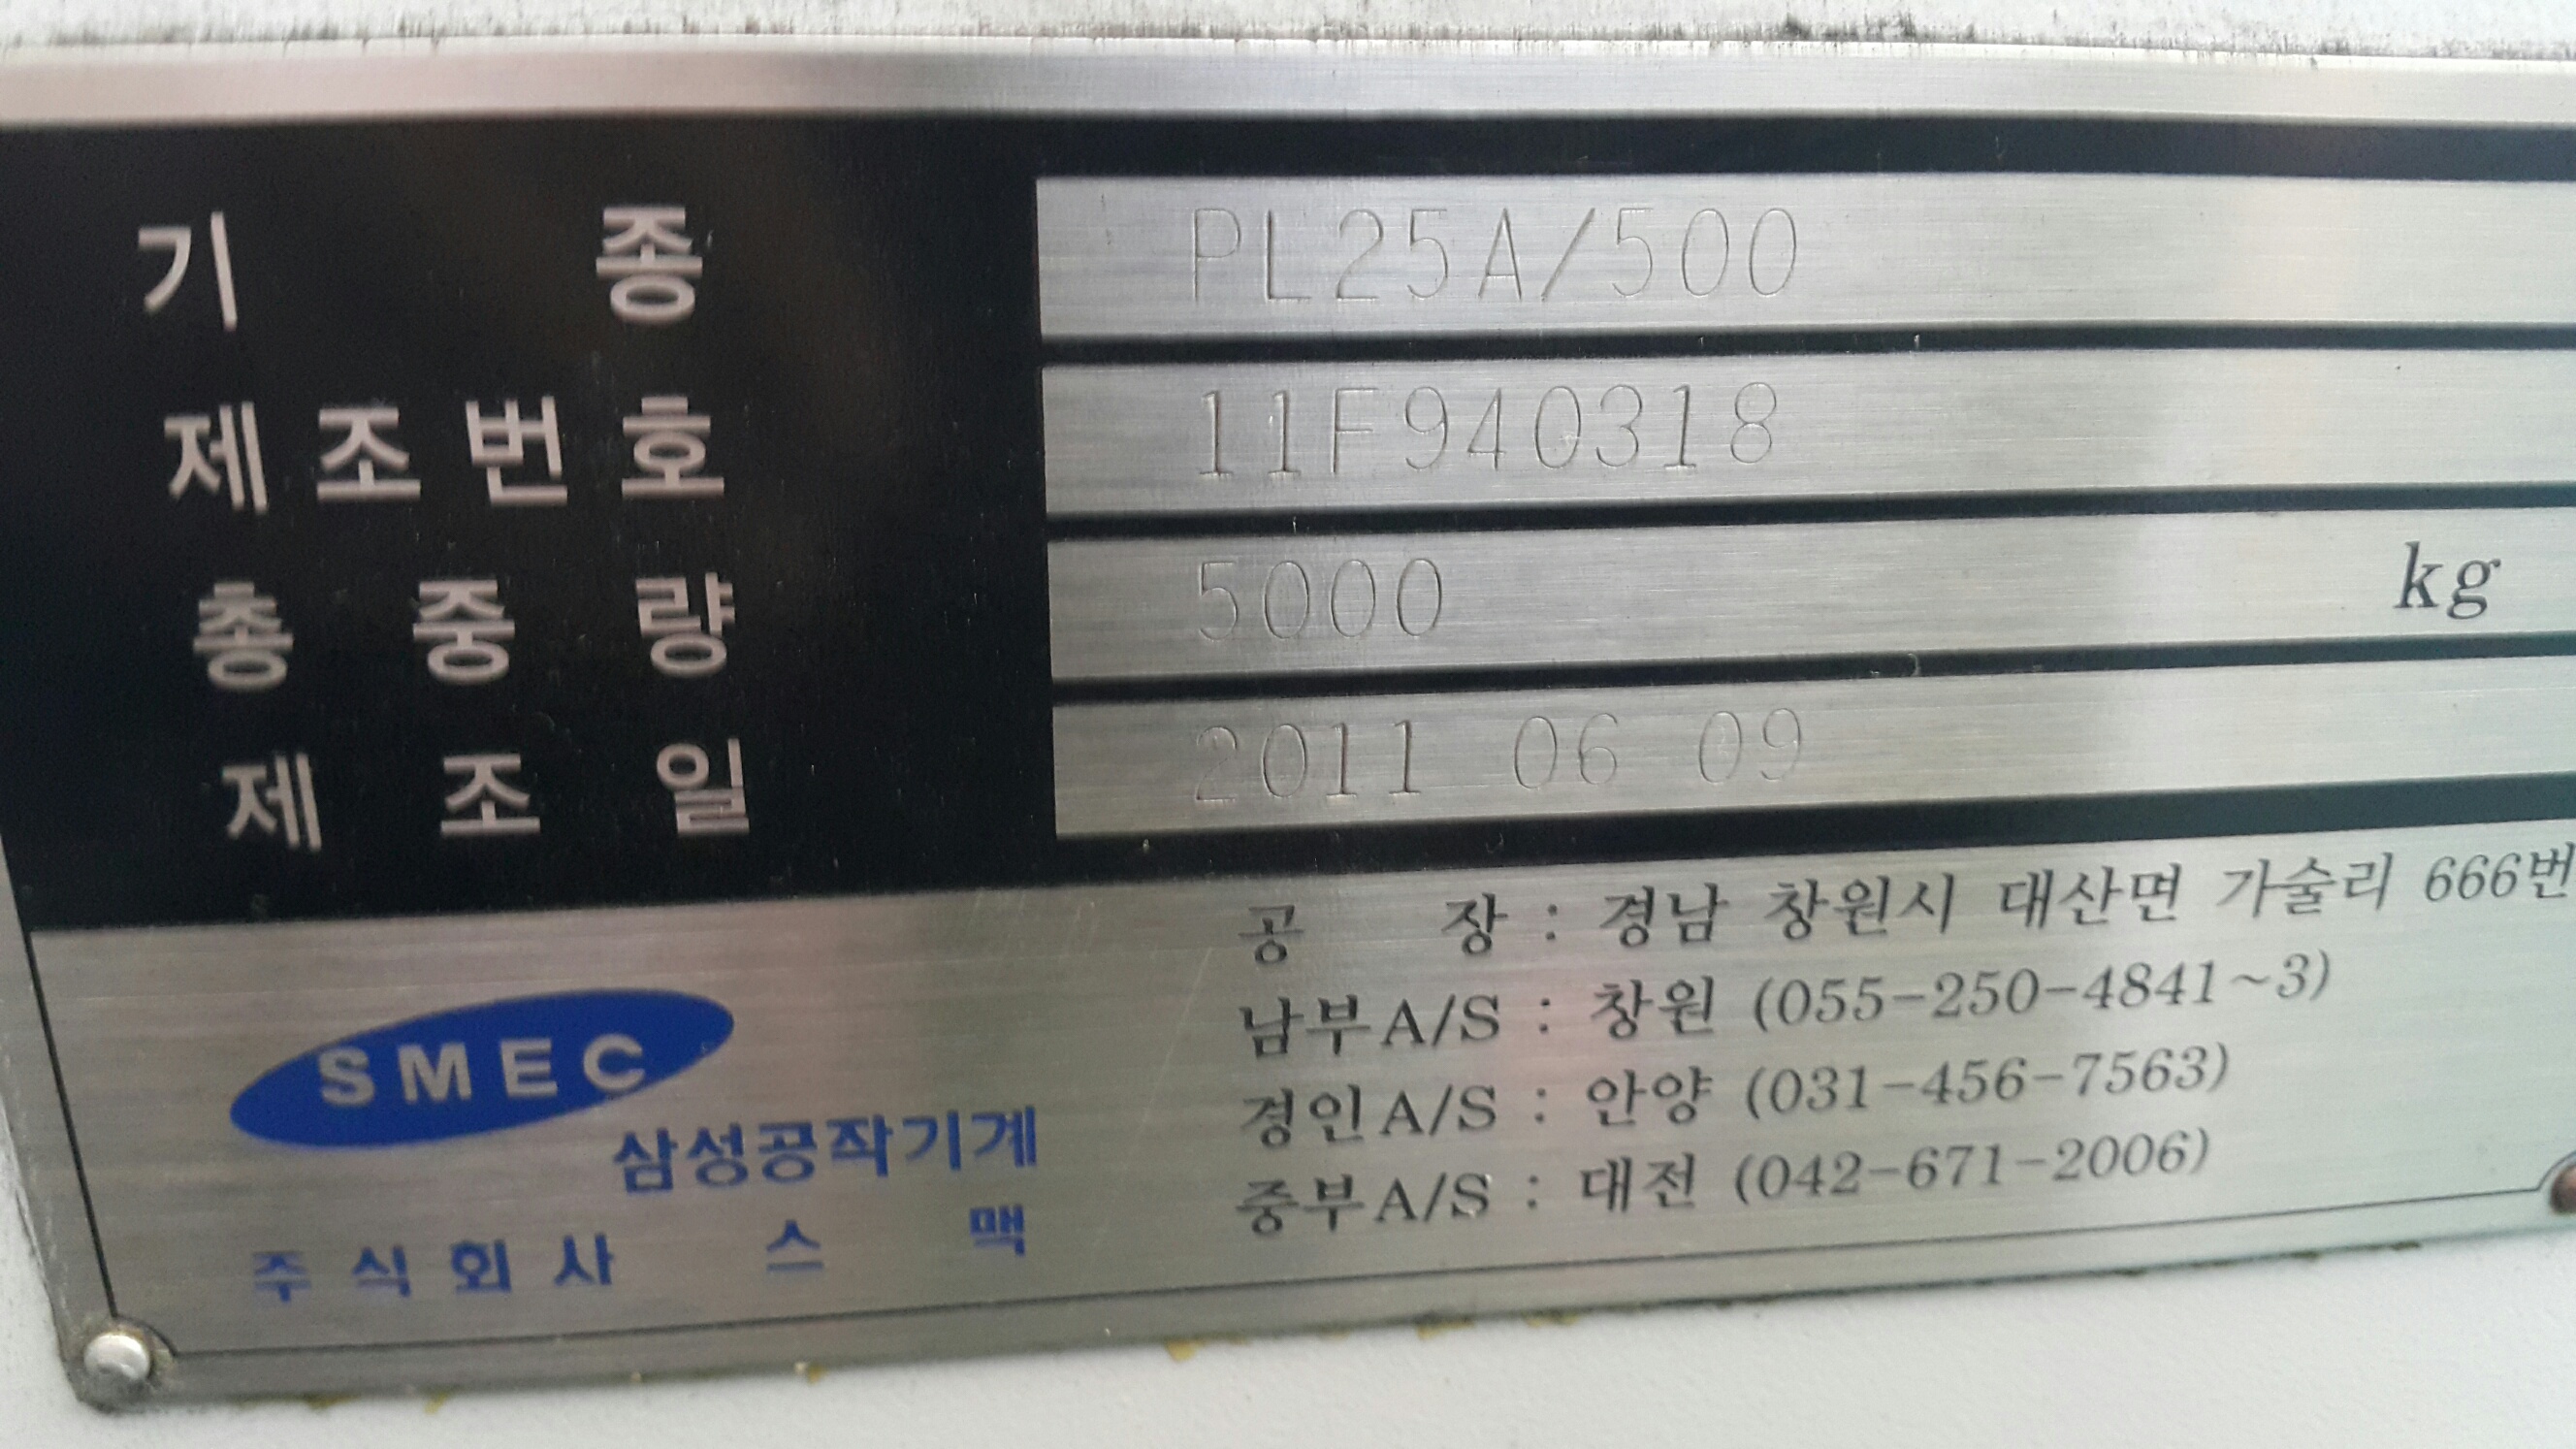 기 종 PL25A/500
제조번호 11F940318
총중량 5000 kg
제조일 2011 06 09
SMEC
삼성공작기계
주식회사 스맥
공 장 : 경남 창원시 대산면 가술리 666번
남부A/S : 창원 (055-250-4841~3)
경인A/S : 안양 (031-456-7563)
중부A/S : 대전 (042-671-2006)